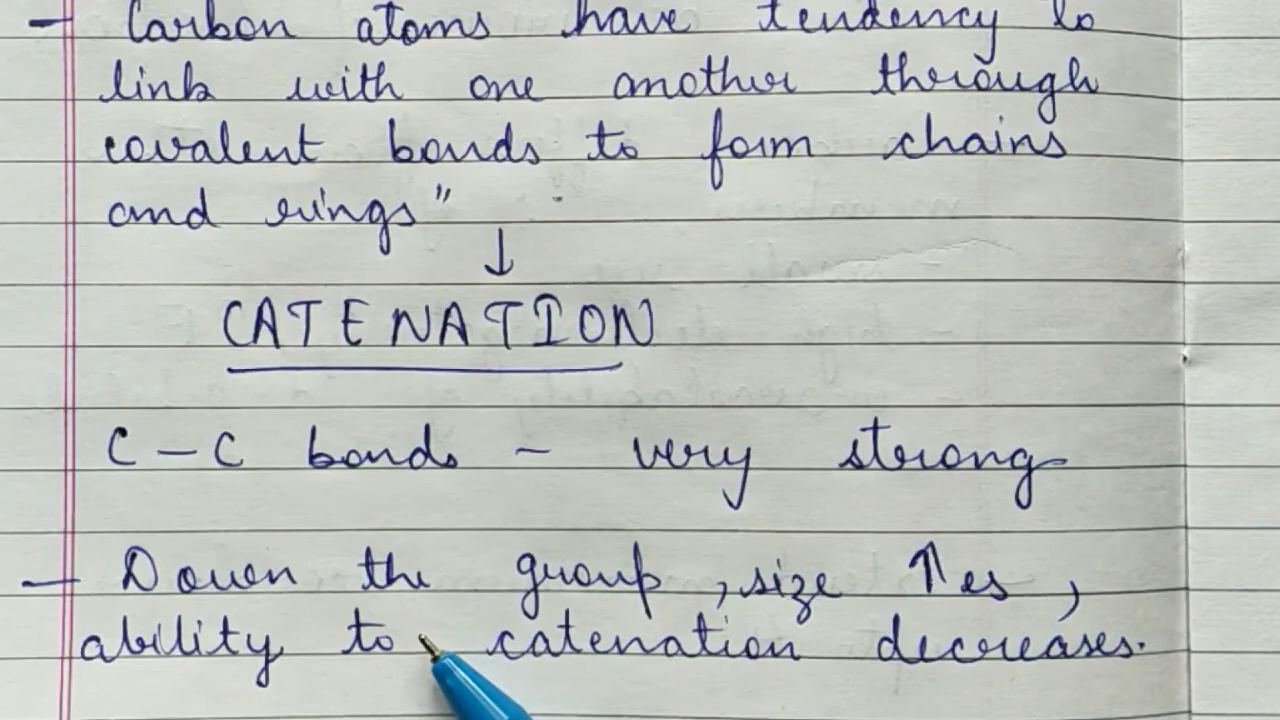 - Carbon atoms have tendency to
link with one another through
covalent bonds to form chains
and rings"
↓
CATENATION
C - C bonds - very strong
- Down the group, size ↑es,
ability to catenation decreases.